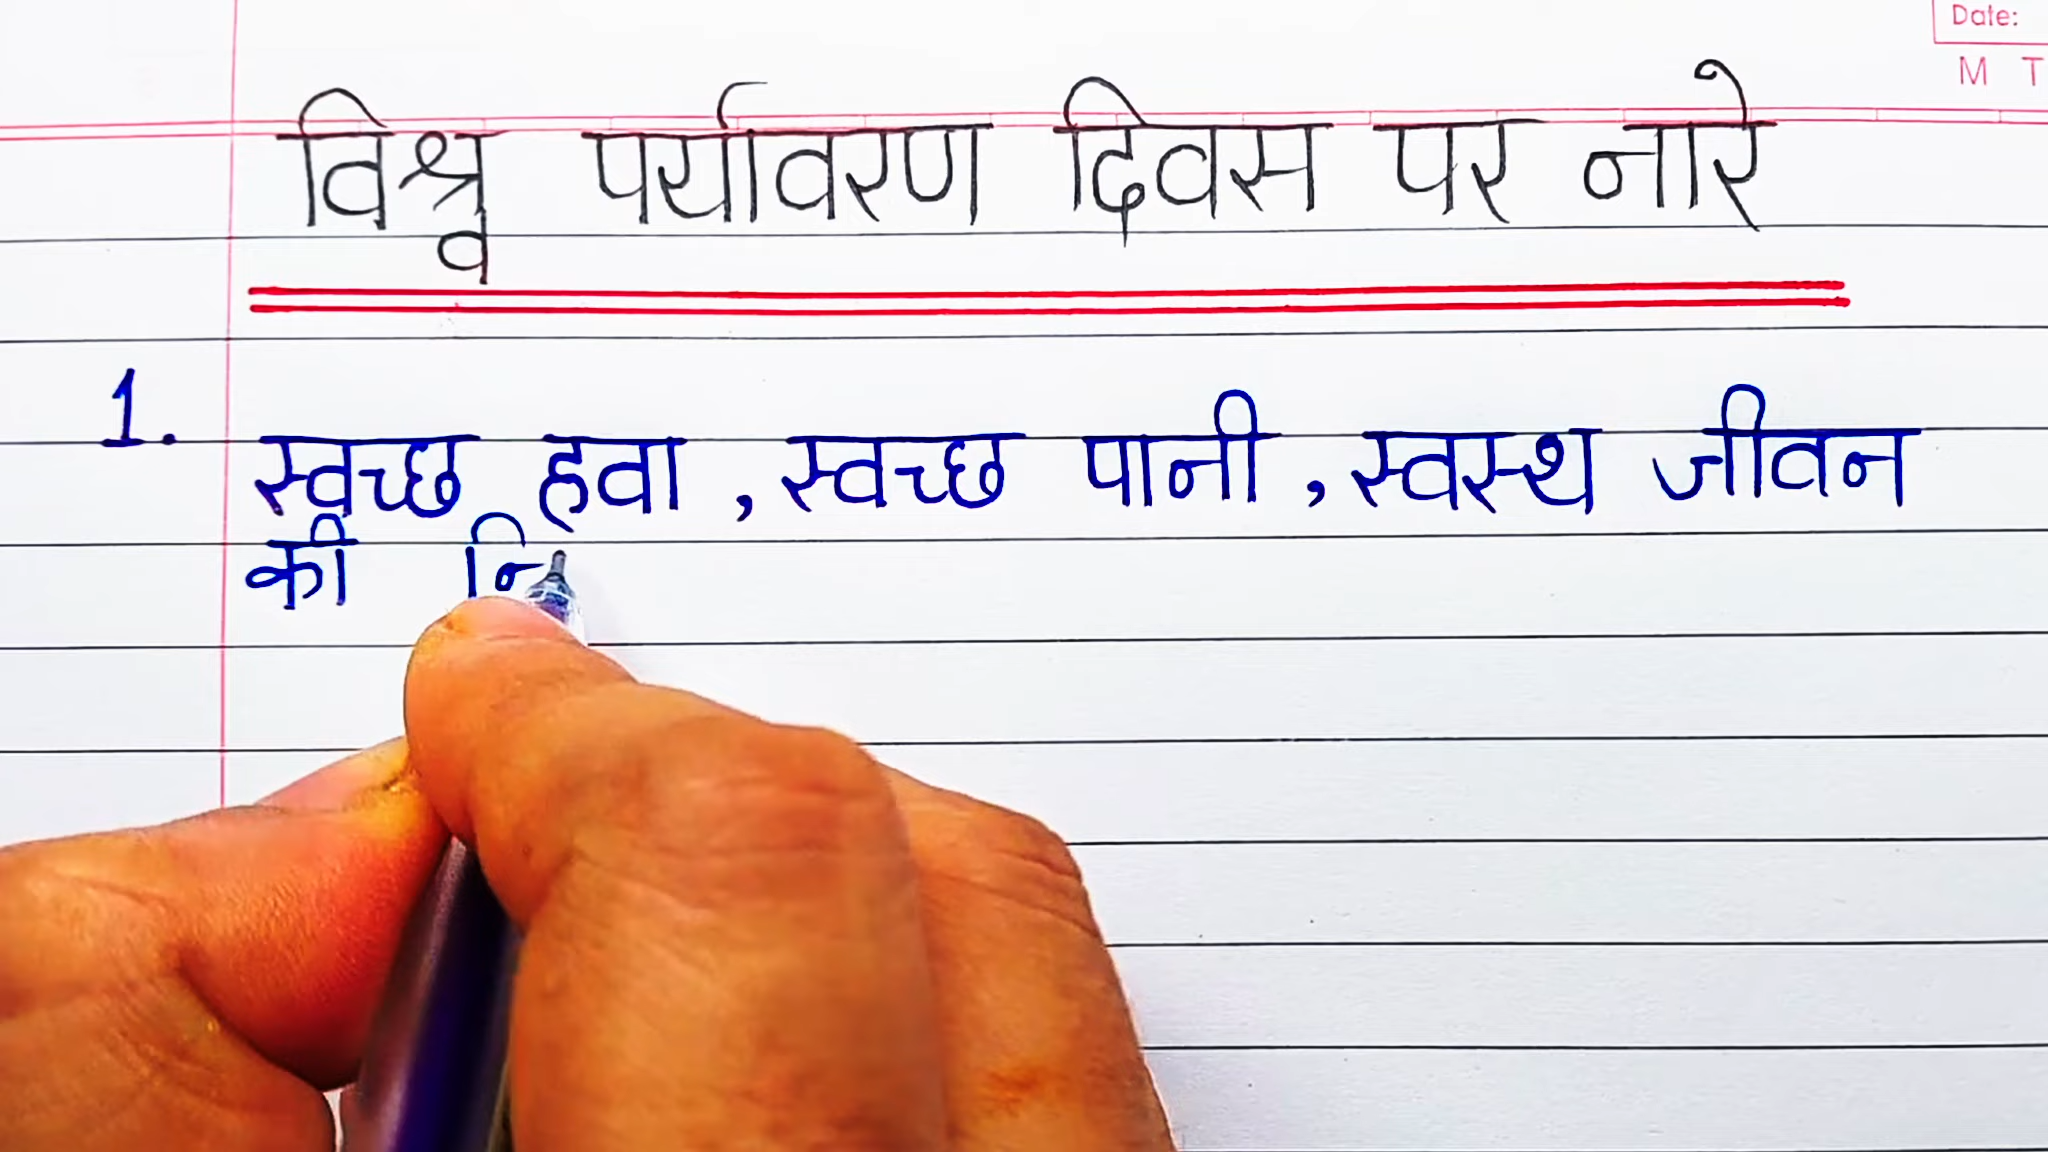 Date:
M T
विश्व पर्यावरण दिवस पर नारे
1. स्वच्छ हवा , स्वच्छ पानी , स्वस्थ जीवन
की नि